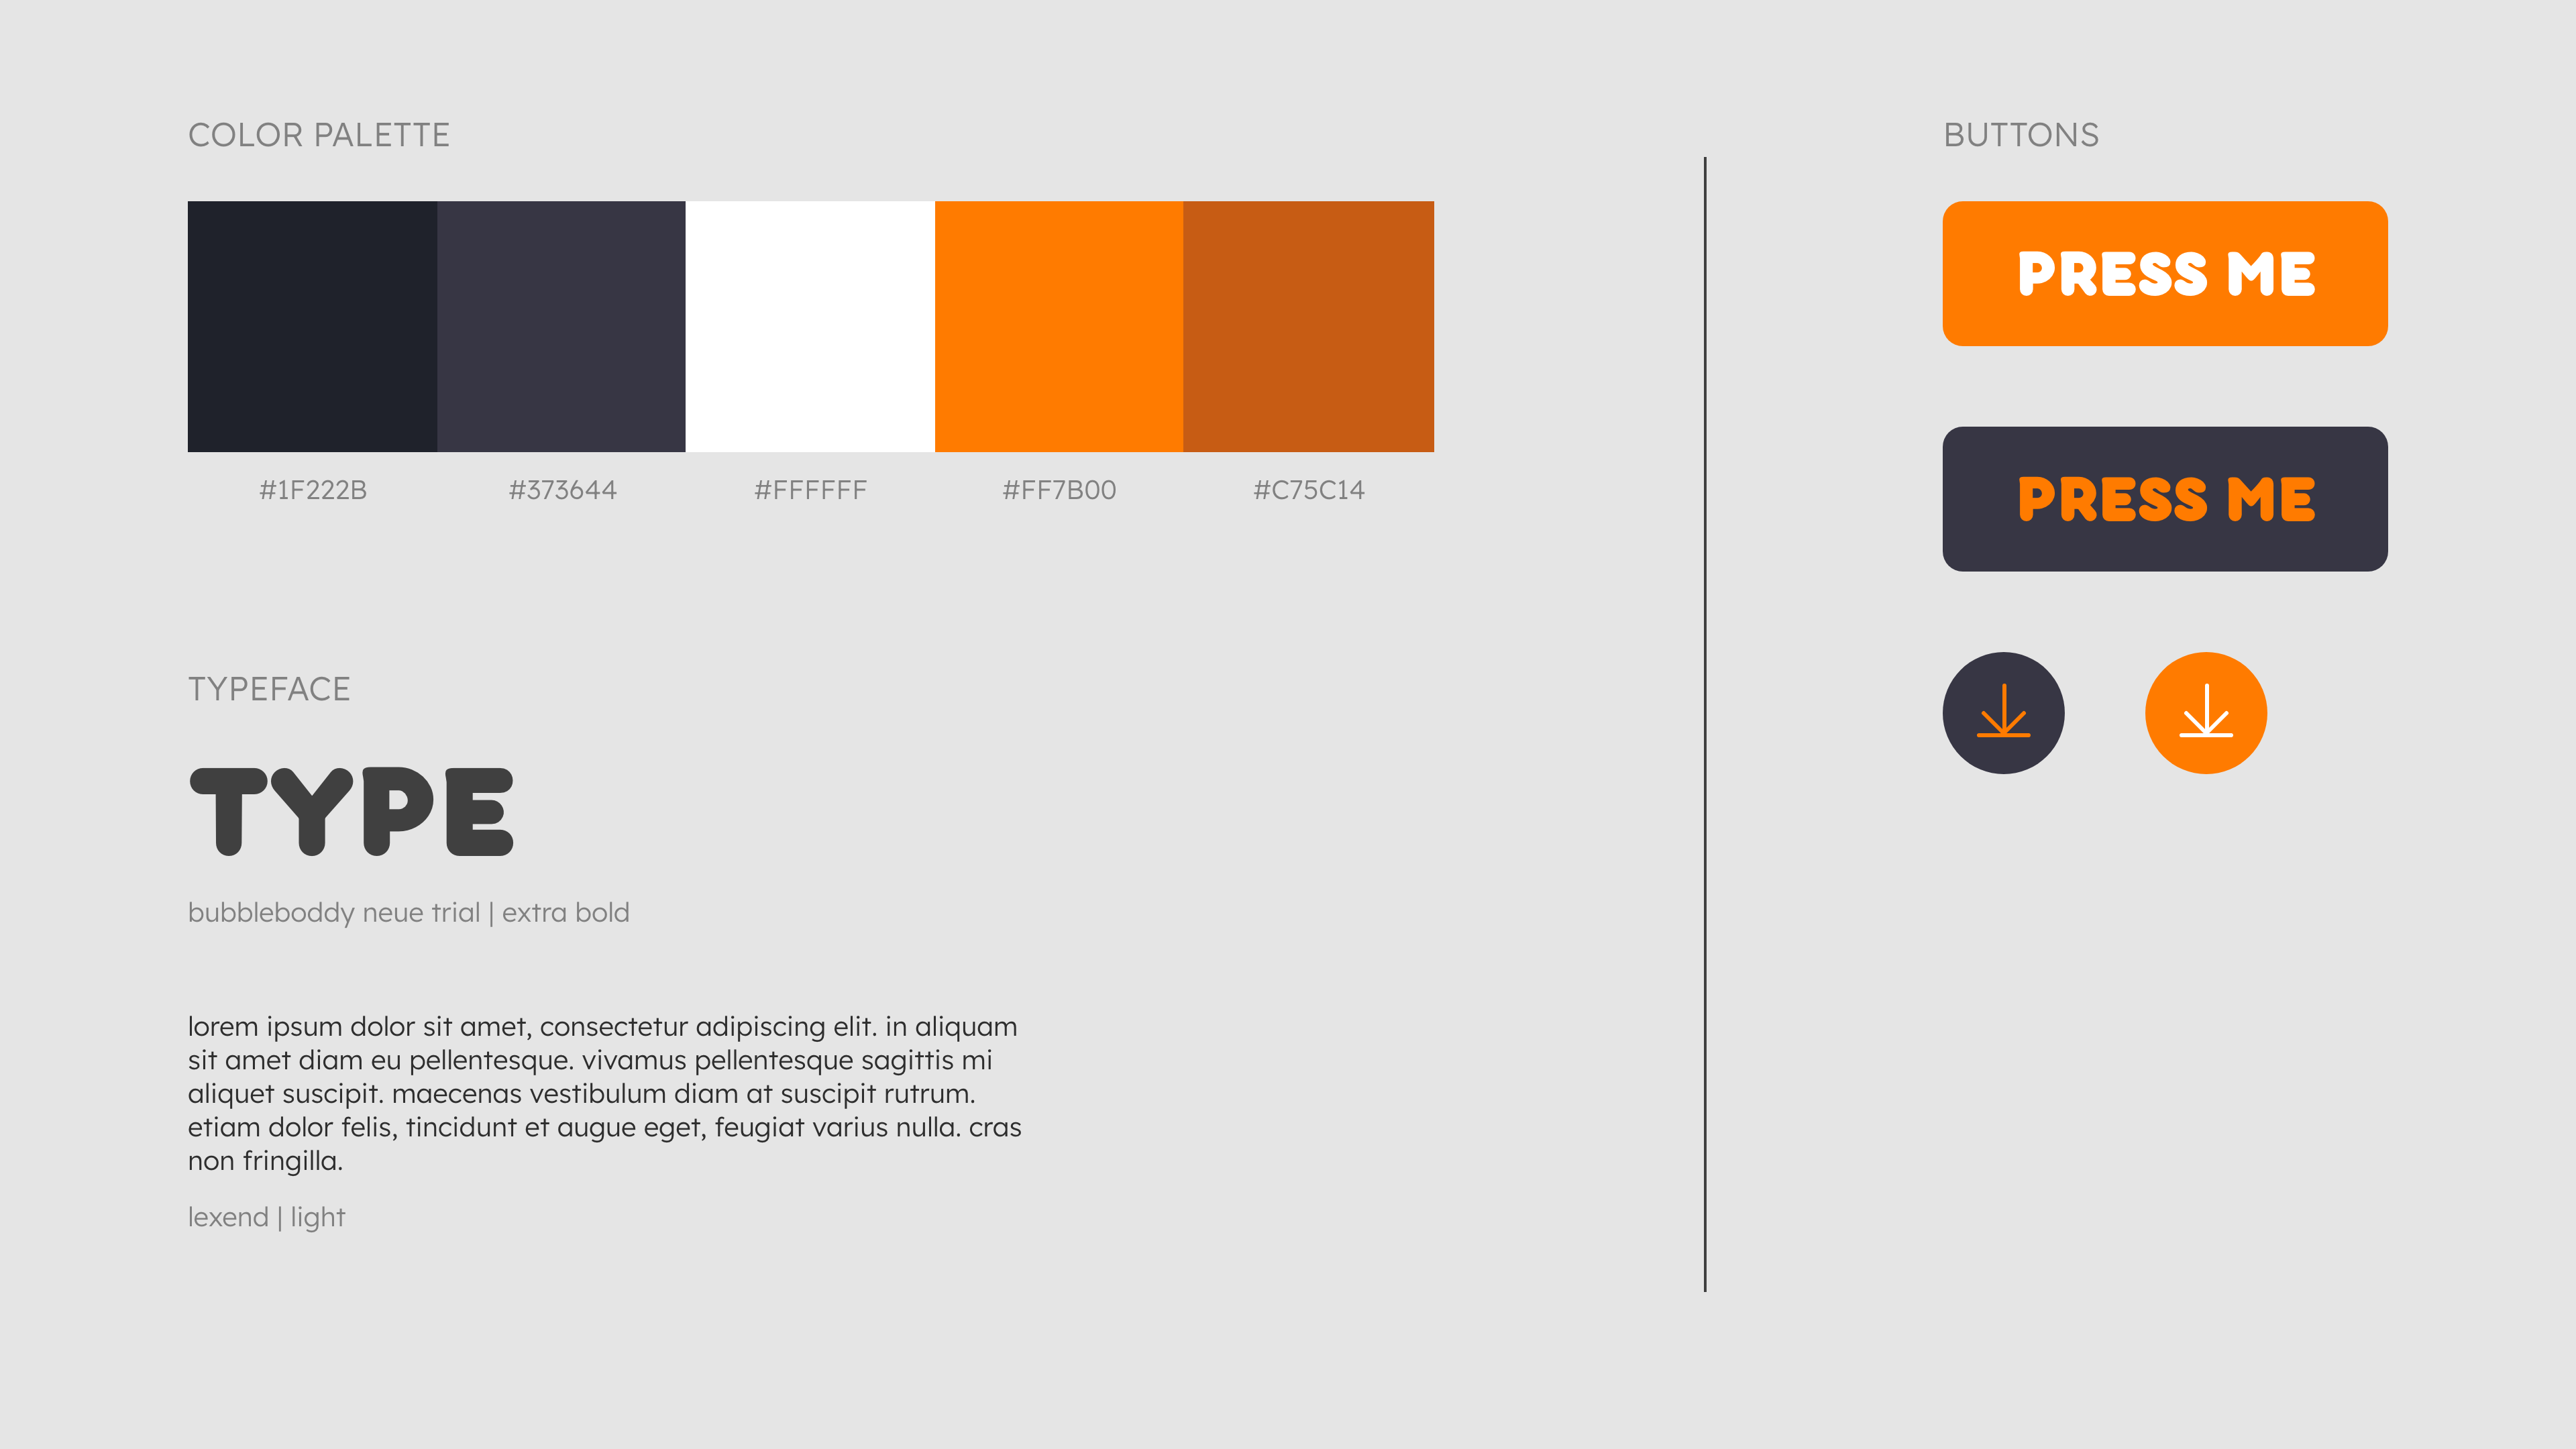 COLOR PALETTE
#1F222B
#373644
#FFFFFF
#FF7B00
#C75C14
TYPEFACE
TYPE
bubbleboddy neue trial | extra bold
lorem ipsum dolor sit amet, consectetur adipiscing elit. in aliquam
sit amet diam eu pellentesque. vivamus pellentesque sagittis mi
aliquet suscipit. maecenas vestibulum diam at suscipit rutrum.
etiam dolor felis, tincidunt et augue eget, feugiat varius nulla. cras
non fringilla.
lexend | light
BUTTONS
PRESS ME
PRESS ME